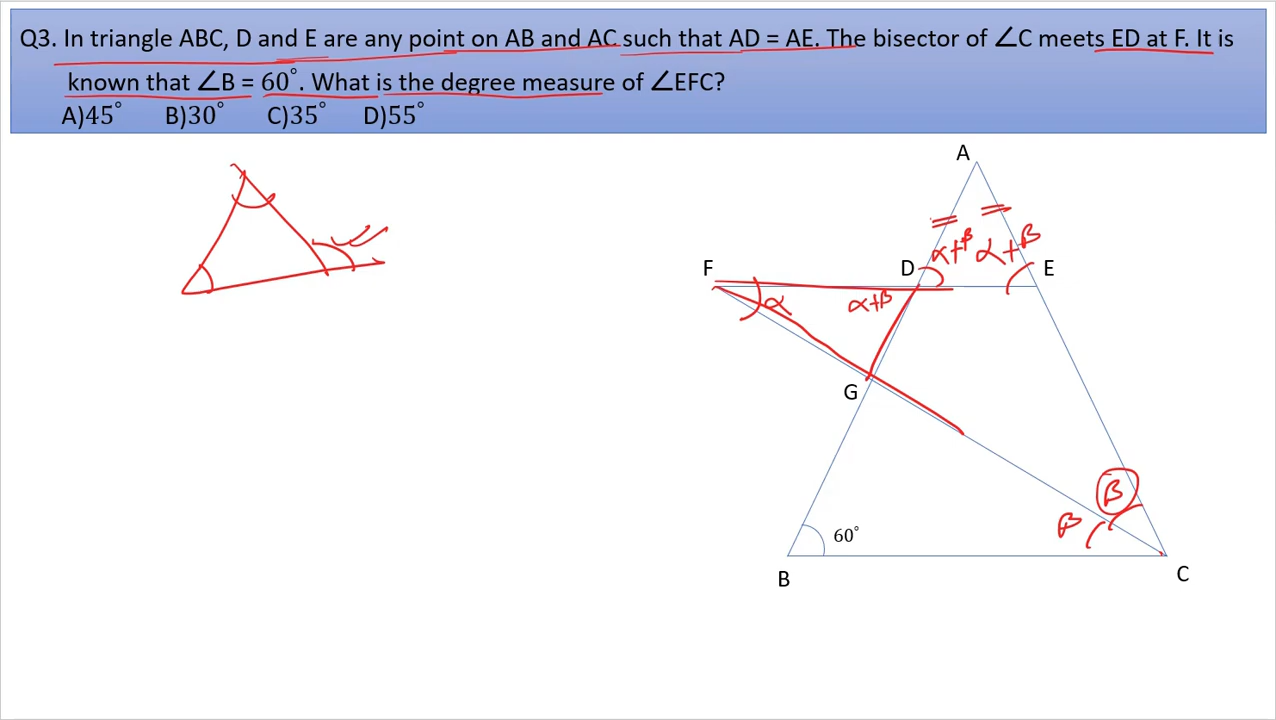 Q3. In triangle ABC, D and E are any point on AB and AC such that AD = AE. The bisector of ∠C meets ED at F. It is
known that ∠B = 60°. What is the degree measure of ∠EFC?
A)45° B)30° C)35° D)55°
A
α+β α+β
F D E
α α+β
G
β
β
60°
B C